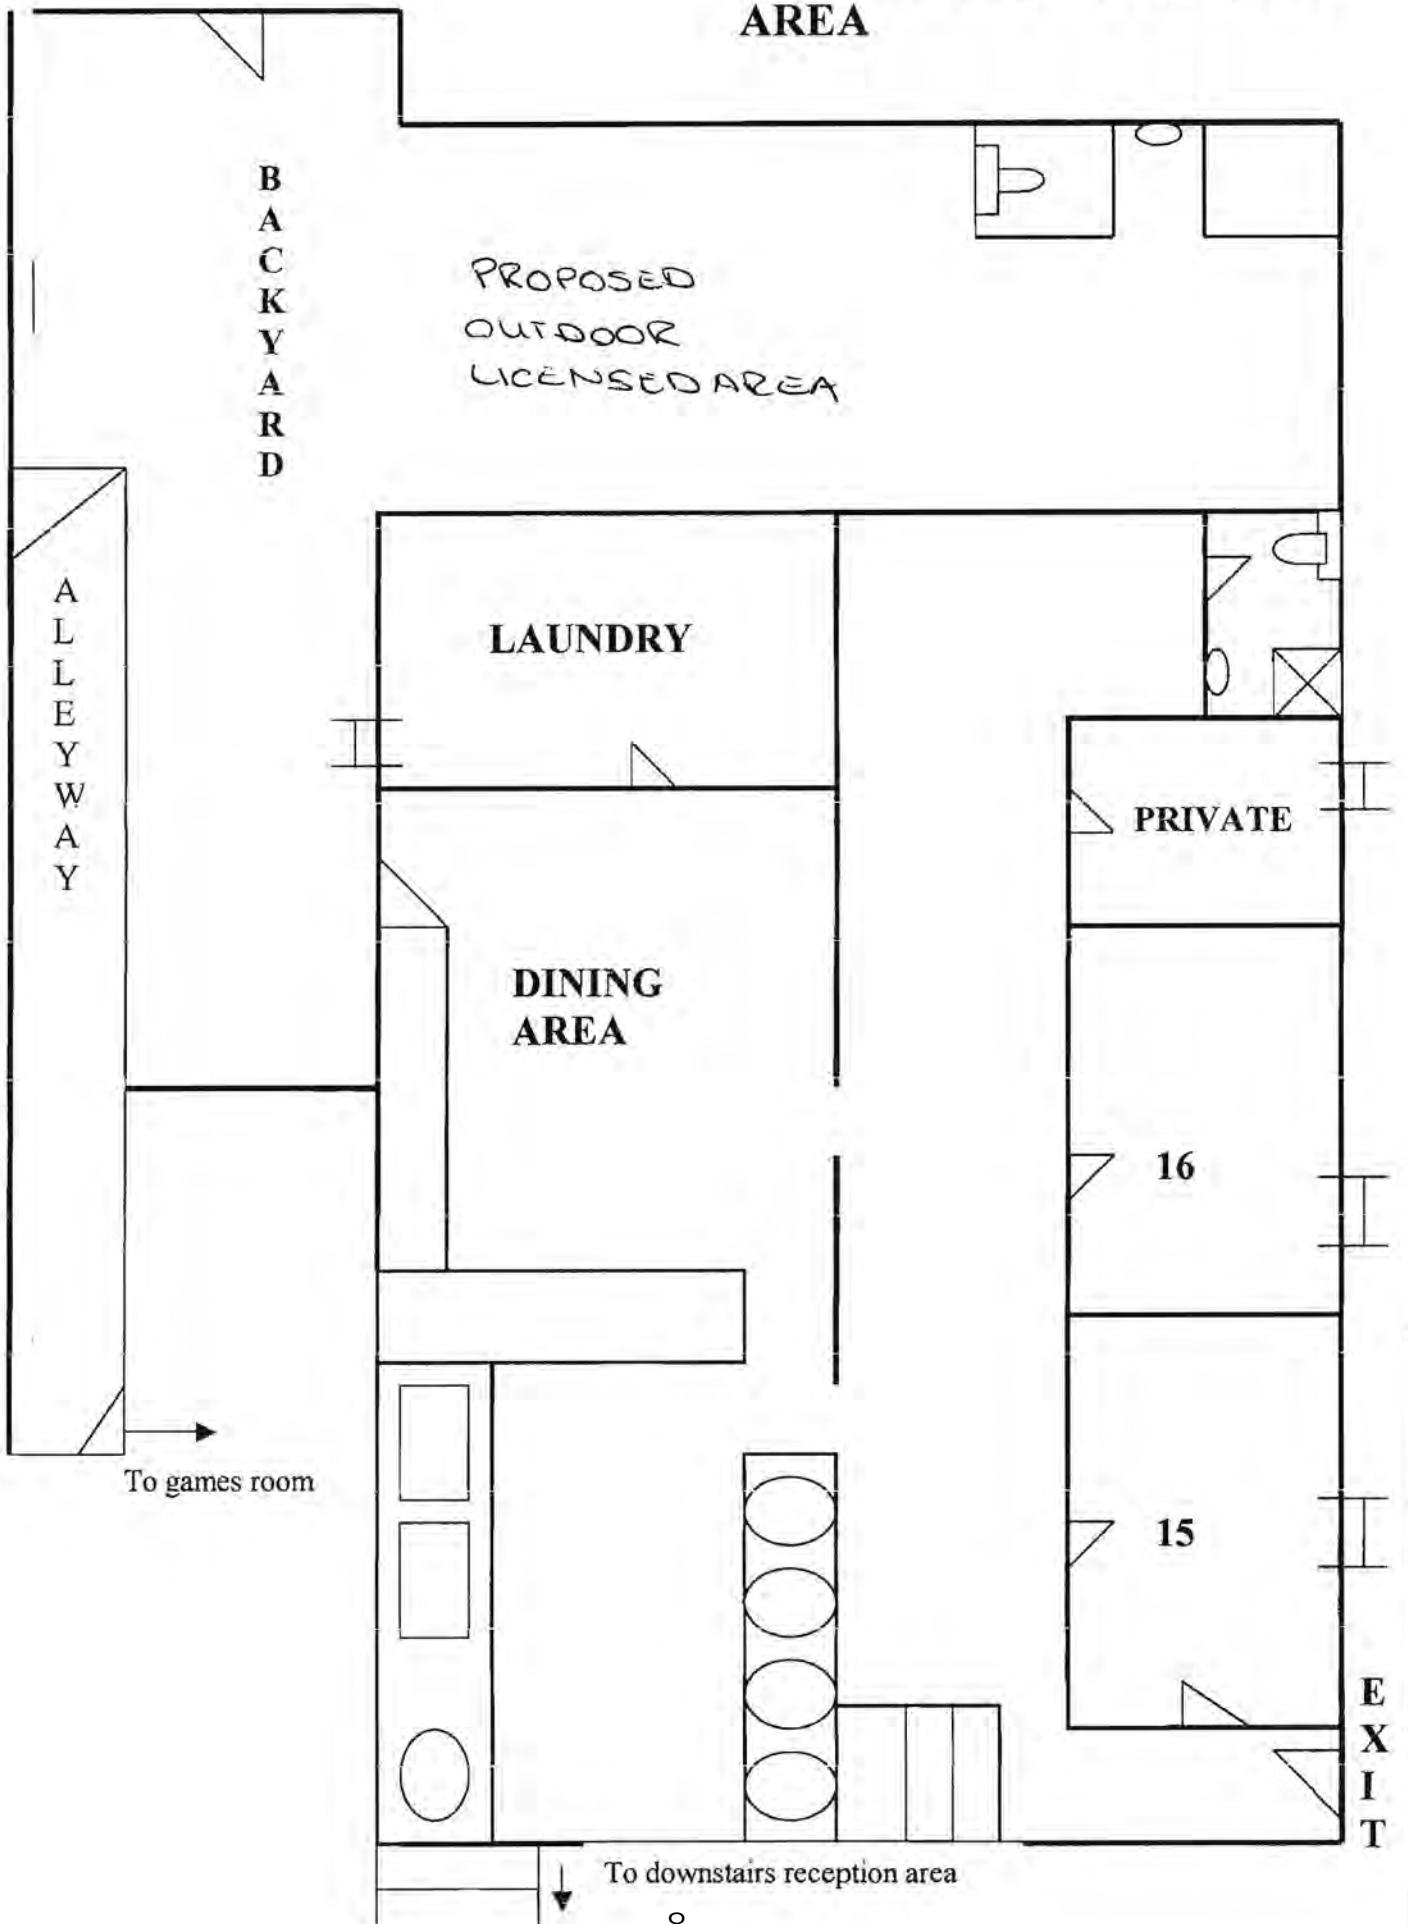 AREA
BACKYARD
PROPOSED
OUTDOOR
LICENSED AREA
ALLEYWAY
LAUNDRY
PRIVATE
DINING
AREA
16
To games room
15
EXIT
To downstairs reception area
8